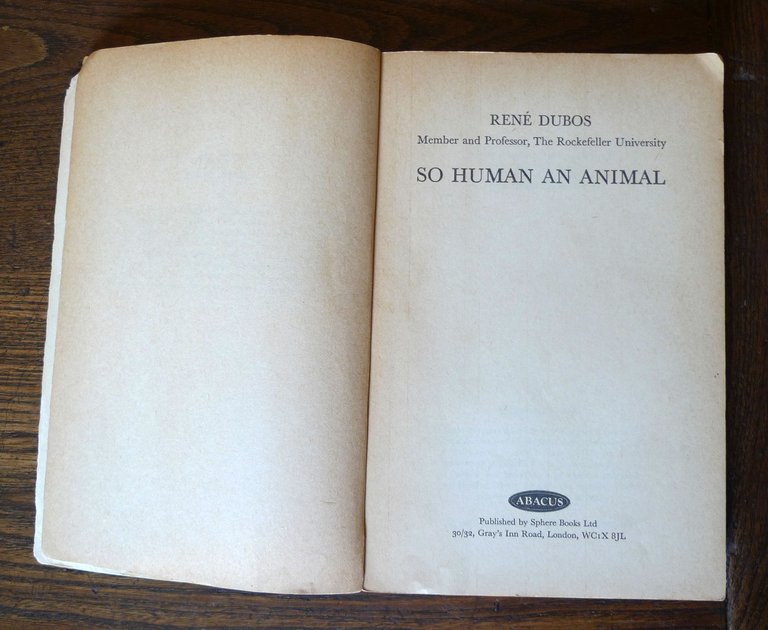 RENÉ DUBOS
Member and Professor, The Rockefeller University
SO HUMAN AN ANIMAL
ABACUS
Published by Sphere Books Ltd
30/32, Gray's Inn Road, London, WC1X 8JL